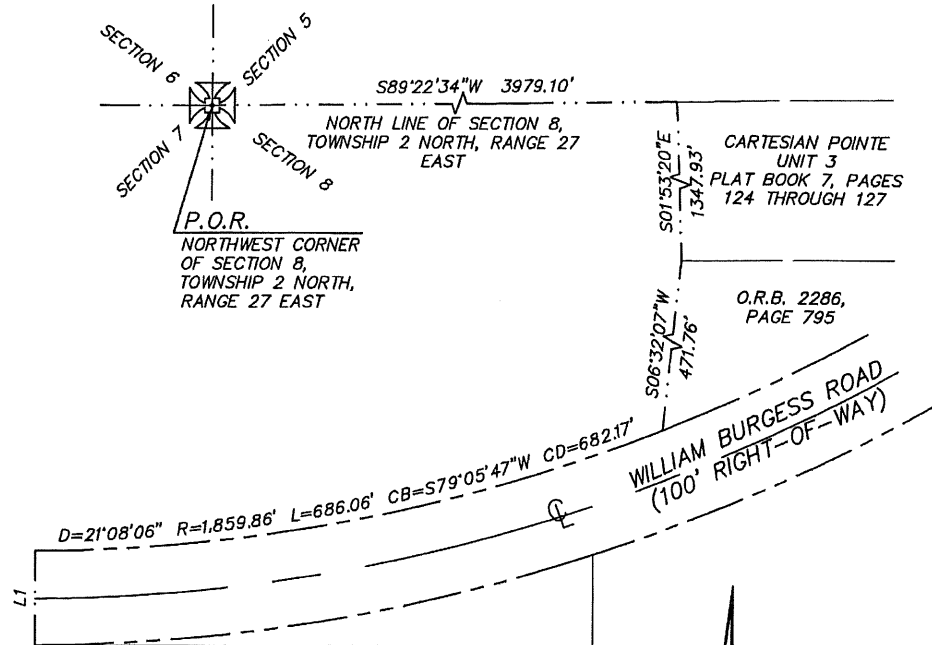 SECTION 6
SECTION 5
SECTION 7
SECTION 8
S89°22'34"W 3979.10'
NORTH LINE OF SECTION 8,
TOWNSHIP 2 NORTH, RANGE 27
EAST
P.O.R.
NORTHWEST CORNER
OF SECTION 8,
TOWNSHIP 2 NORTH,
RANGE 27 EAST
S01°53'20"E
1347.93'
CARTESIAN POINTE
UNIT 3
PLAT BOOK 7, PAGES
124 THROUGH 127
O.R.B. 2286,
PAGE 795
S06°32'07"W
471.76'
WILLIAM BURGESS ROAD
(100' RIGHT-OF-WAY)
D=21°08'06" R=1,859.86' L=686.06' CB=S79°05'47"W CD=682.17'
℄
L1